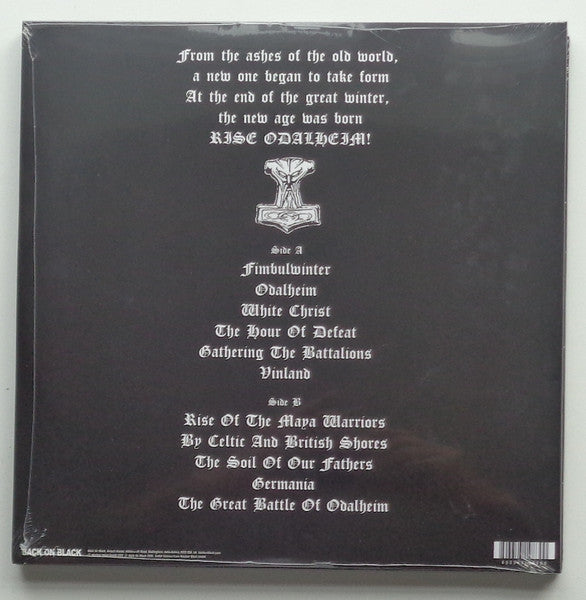 From the ashes of the old world,
a new one began to take form
At the end of the great winter,
the new age was born
RISE ODALHEIM!
Side A
Fimbulwinter
Odalheim
White Christ
The Hour Of Defeat
Gathering The Battalions
Vinland
Side B
Rise Of The Maya Warriors
By Celtic And British Shores
The Soil Of Our Fathers
Germania
The Great Battle Of Odalheim
BACK ON BLACK